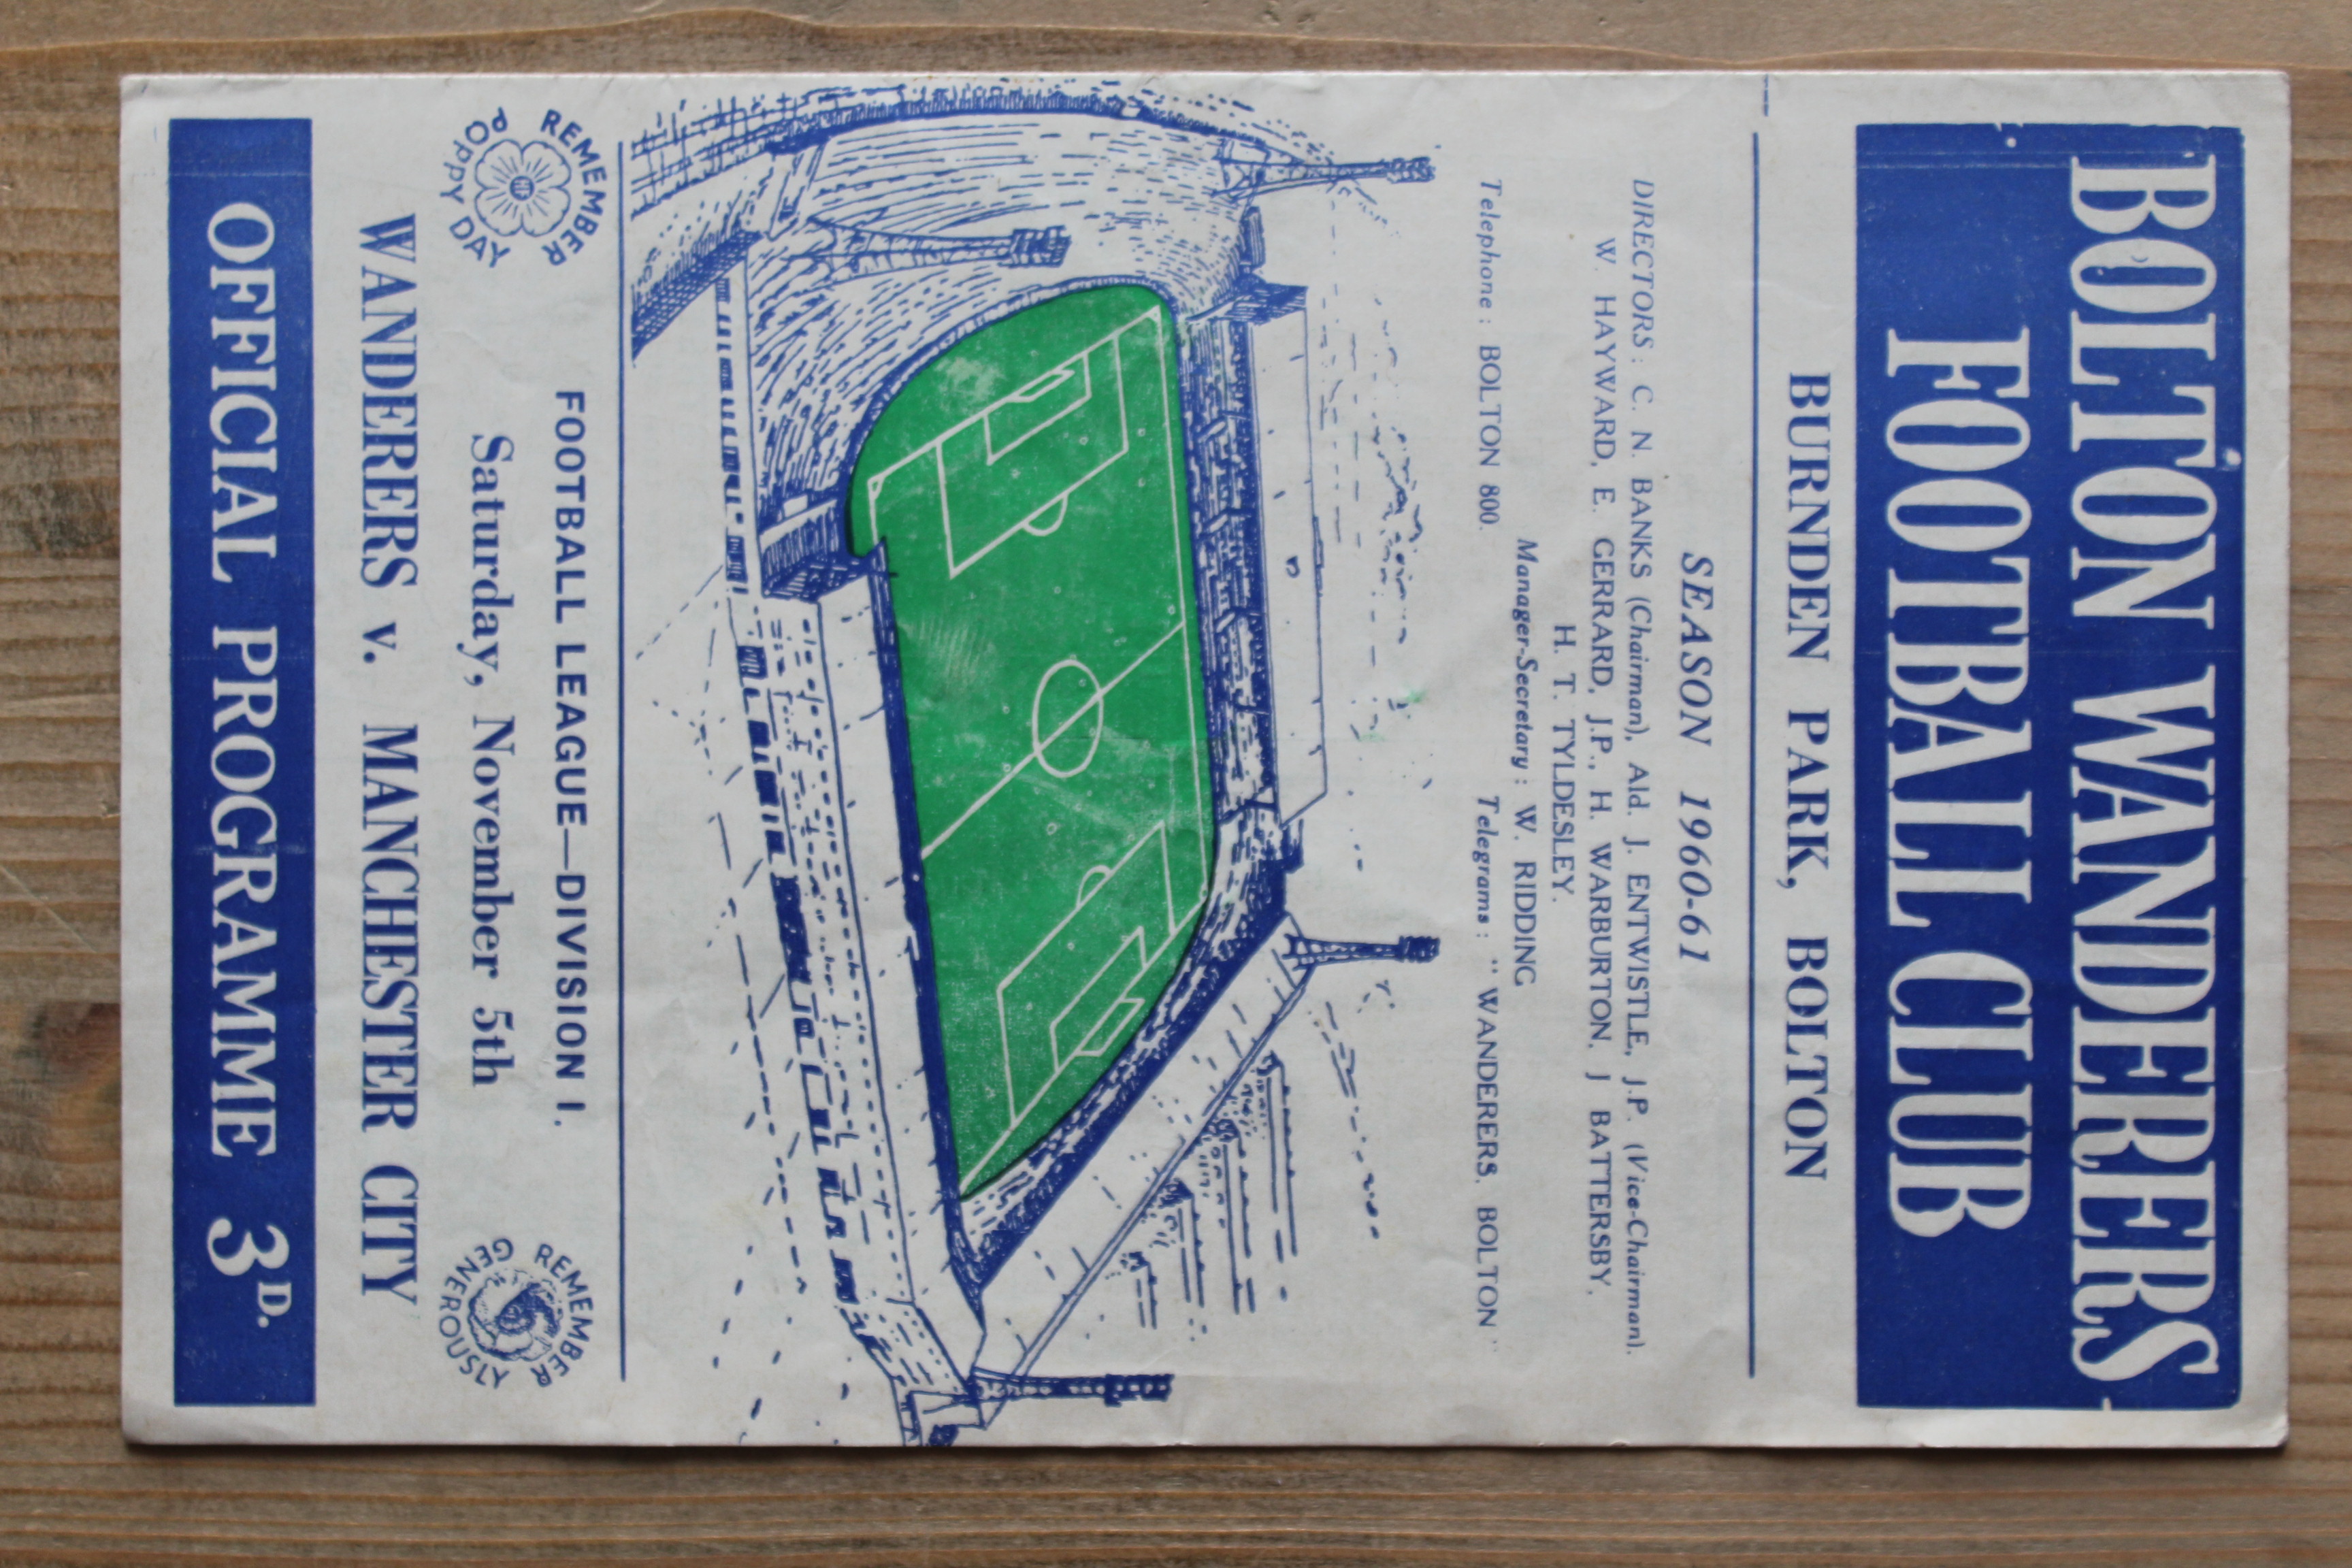 BOLTON WANDERERS
FOOTBALL CLUB
BURNDEN PARK, BOLTON
SEASON 1960-61
DIRECTORS: C. N. BANKS (Chairman), Ald. J. ENTWISTLE, J.P. (Vice-Chairman).
W. HAYWARD, E. GERRARD, J.P., H. WARBURTON, J BATTERSBY.
H. T. TYLDESLEY.
Manager-Secretary: W. RIDDING
Telephone: BOLTON 800. Telegrams: "WANDERERS, BOLTON"
FOOTBALL LEAGUE—DIVISION I.
REMEMBER POPPY DAY
Saturday, November 5th
REMEMBER GENEROUSLY
WANDERERS v. MANCHESTER CITY
OFFICIAL PROGRAMME 3D.